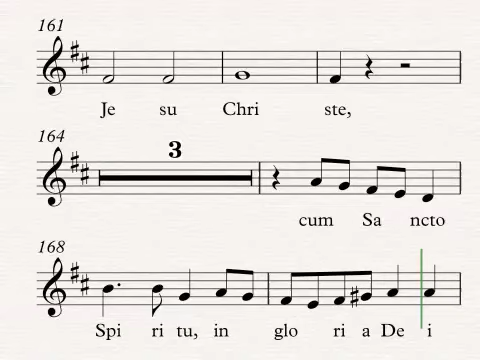 161
Je su Chri ste,
164
3
cum Sa ncto
168
Spi ri tu, in glo ri a De i